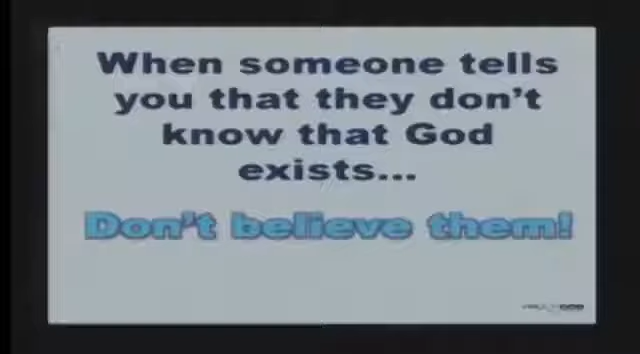 When someone tells
you that they don't
know that God
exists...
Don't believe them!